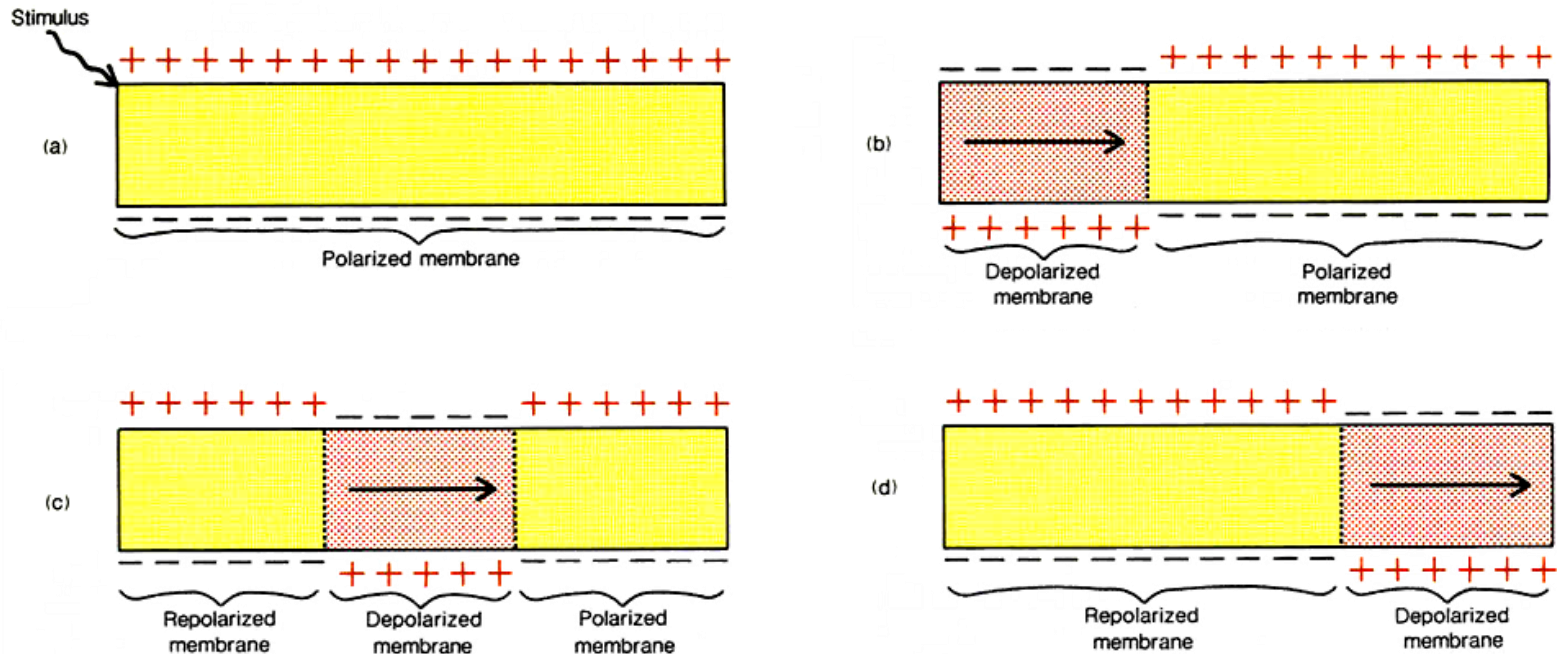 Stimulus
(a)
Polarized membrane
(b)
Depolarized
membrane
Polarized
membrane
(c)
Repolarized
membrane
Depolarized
membrane
Polarized
membrane
(d)
Repolarized
membrane
Depolarized
membrane